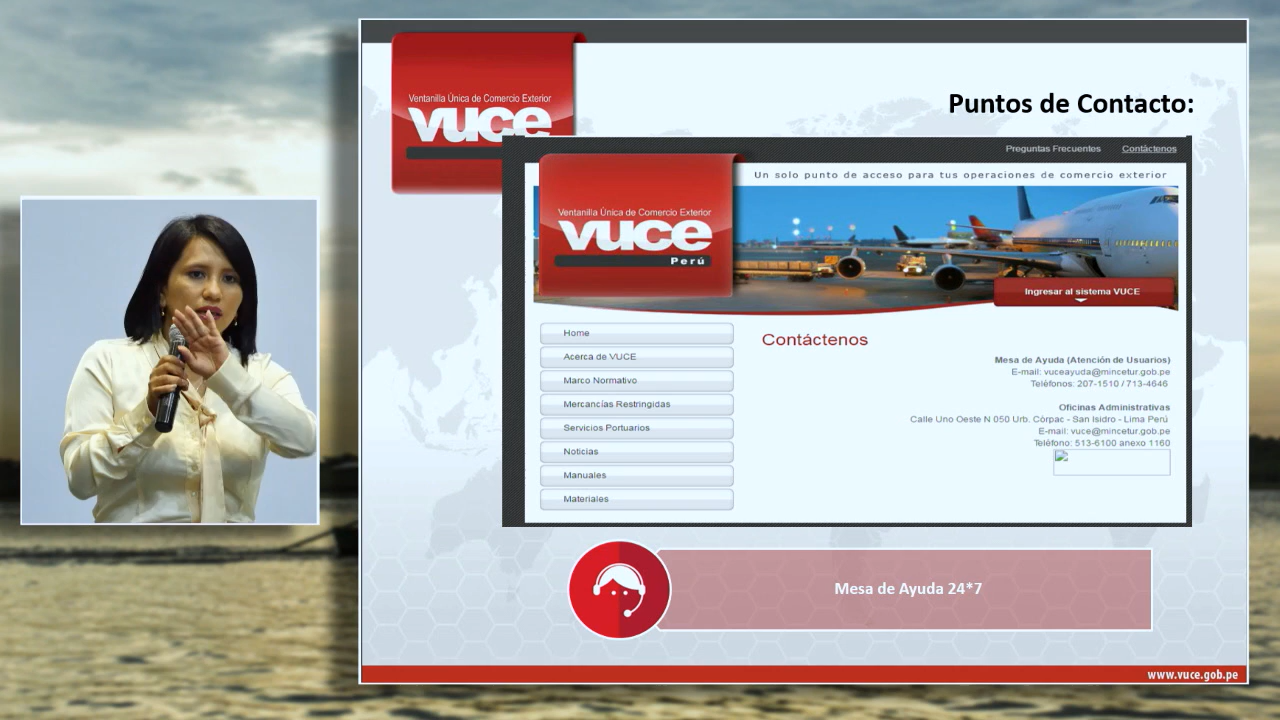 Ventanilla Única de Comercio Exterior
vuce
Puntos de Contacto:
Preguntas Frecuentes Contáctenos
Un solo punto de acceso para tus operaciones de comercio exterior
Ventanilla Única de Comercio Exterior
vuce
Perú
Ingresar al sistema VUCE
Home
Acerca de VUCE
Marco Normativo
Mercancías Restringidas
Servicios Portuarios
Noticias
Manuales
Materiales
Contáctenos
Mesa de Ayuda (Atención de Usuarios)
E-mail: vuceayuda@mincetur.gob.pe
Teléfonos: 207-1510 / 713-4646
Oficinas Administrativas
Calle Uno Oeste N 050 Urb. Córpac - San Isidro - Lima Perú
E-mail: vuce@mincetur.gob.pe
Teléfono: 513-6100 anexo 1160
Mesa de Ayuda 24*7
www.vuce.gob.pe